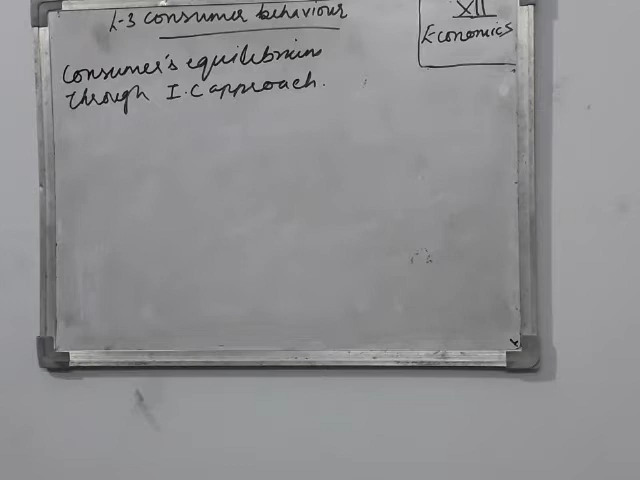 L-3 Consumer behaviour
XII
Economics
Consumer's equilibrium
through I.C approach.